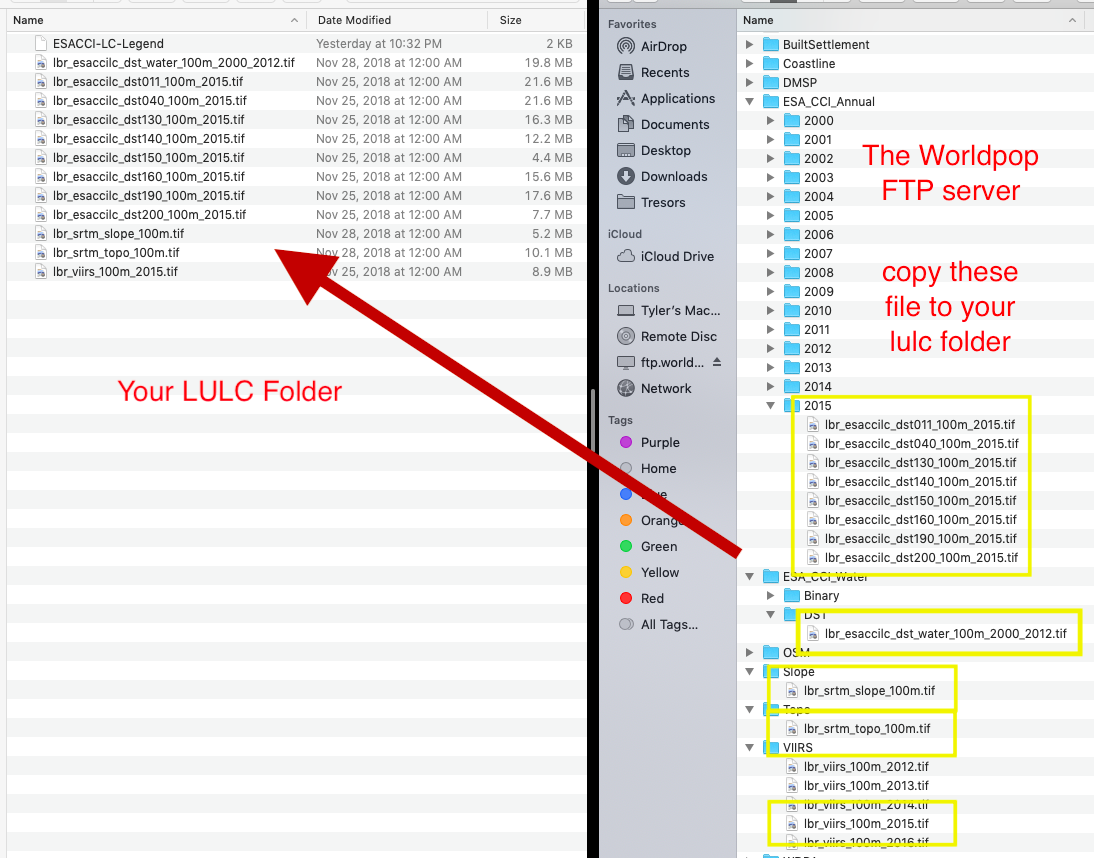 Name Date Modified Size
ESACCI-LC-Legend Yesterday at 10:32 PM 2 KB
lbr_esaccilc_dst_water_100m_2000_2012.tif Nov 28, 2018 at 12:00 AM 19.8 MB
lbr_esaccilc_dst011_100m_2015.tif Nov 25, 2018 at 12:00 AM 21.6 MB
lbr_esaccilc_dst040_100m_2015.tif Nov 25, 2018 at 12:00 AM 21.6 MB
lbr_esaccilc_dst130_100m_2015.tif Nov 25, 2018 at 12:00 AM 16.3 MB
lbr_esaccilc_dst140_100m_2015.tif Nov 25, 2018 at 12:00 AM 12.2 MB
lbr_esaccilc_dst150_100m_2015.tif Nov 25, 2018 at 12:00 AM 4.4 MB
lbr_esaccilc_dst160_100m_2015.tif Nov 25, 2018 at 12:00 AM 15.6 MB
lbr_esaccilc_dst190_100m_2015.tif Nov 25, 2018 at 12:00 AM 17.6 MB
lbr_esaccilc_dst200_100m_2015.tif Nov 25, 2018 at 12:00 AM 7.7 MB
lbr_srtm_slope_100m.tif Nov 28, 2018 at 12:00 AM 5.2 MB
lbr_srtm_topo_100m.tif Nov 28, 2018 at 12:00 AM 10.1 MB
lbr_viirs_100m_2015.tif Nov 25, 2018 at 12:00 AM 8.9 MB
Your LULC Folder
Favorites
AirDrop
Recents
Applications
Documents
Desktop
Downloads
Tresors
iCloud
iCloud Drive
Locations
Tyler's Mac...
Remote Disc
ftp.world...
Network
Tags
Purple
Home
Blue
Orange
Green
Yellow
Red
All Tags...
Name
BuiltSettlement
Coastline
DMSP
ESA_CCI_Annual
2000
2001
2002
2003
2004
2005
2006
2007
2008
2009
2010
2011
2012
2013
2014
2015
lbr_esaccilc_dst011_100m_2015.tif
lbr_esaccilc_dst040_100m_2015.tif
lbr_esaccilc_dst130_100m_2015.tif
lbr_esaccilc_dst140_100m_2015.tif
lbr_esaccilc_dst150_100m_2015.tif
lbr_esaccilc_dst160_100m_2015.tif
lbr_esaccilc_dst190_100m_2015.tif
lbr_esaccilc_dst200_100m_2015.tif
ESA_CCI_Water
Binary
DST
lbr_esaccilc_dst_water_100m_2000_2012.tif
OSM
Slope
lbr_srtm_slope_100m.tif
Topo
lbr_srtm_topo_100m.tif
VIIRS
lbr_viirs_100m_2012.tif
lbr_viirs_100m_2013.tif
lbr_viirs_100m_2014.tif
lbr_viirs_100m_2015.tif
lbr_viirs_100m_2016.tif
The Worldpop
FTP server
copy these
file to your
lulc folder